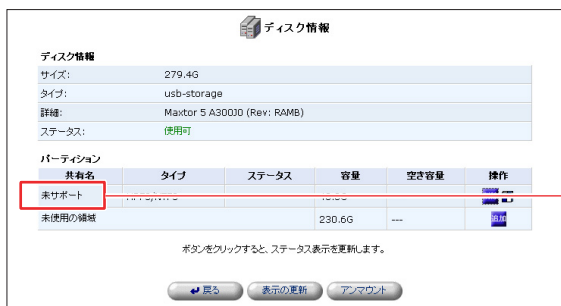 ディスク情報
ディスク情報
サイズ: 279.4G
タイプ: usb-storage
詳細: Maxtor 5 A300J0 (Rev: RAMB)
ステータス: 使用可
パーティション
共有名 タイプ ステータス 容量 空き容量 操作
未サポート
未使用の領域 230.6G --- 追加
ボタンをクリックすると、ステータス表示を更新します。
戻る 表示の更新 アンマウント